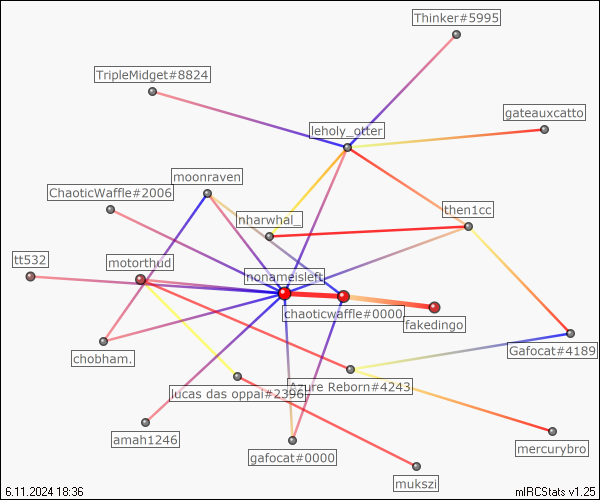 Thinker#5995
TripleMidget#8824
gateauxcatto
leholy_otter
moonraven
ChaoticWaffle#2006
then1cc
nharwhal_
tt532
motorthud
nonameisleft
chaoticwaffle#0000
fakedingo
chobham.
Gafocat#4189
lucas das oppai#2396
Azure Reborn#4243
amah1246
gafocat#0000
mercurybro
mukszi
6.11.2024 18:36
mIRCStats v1.25